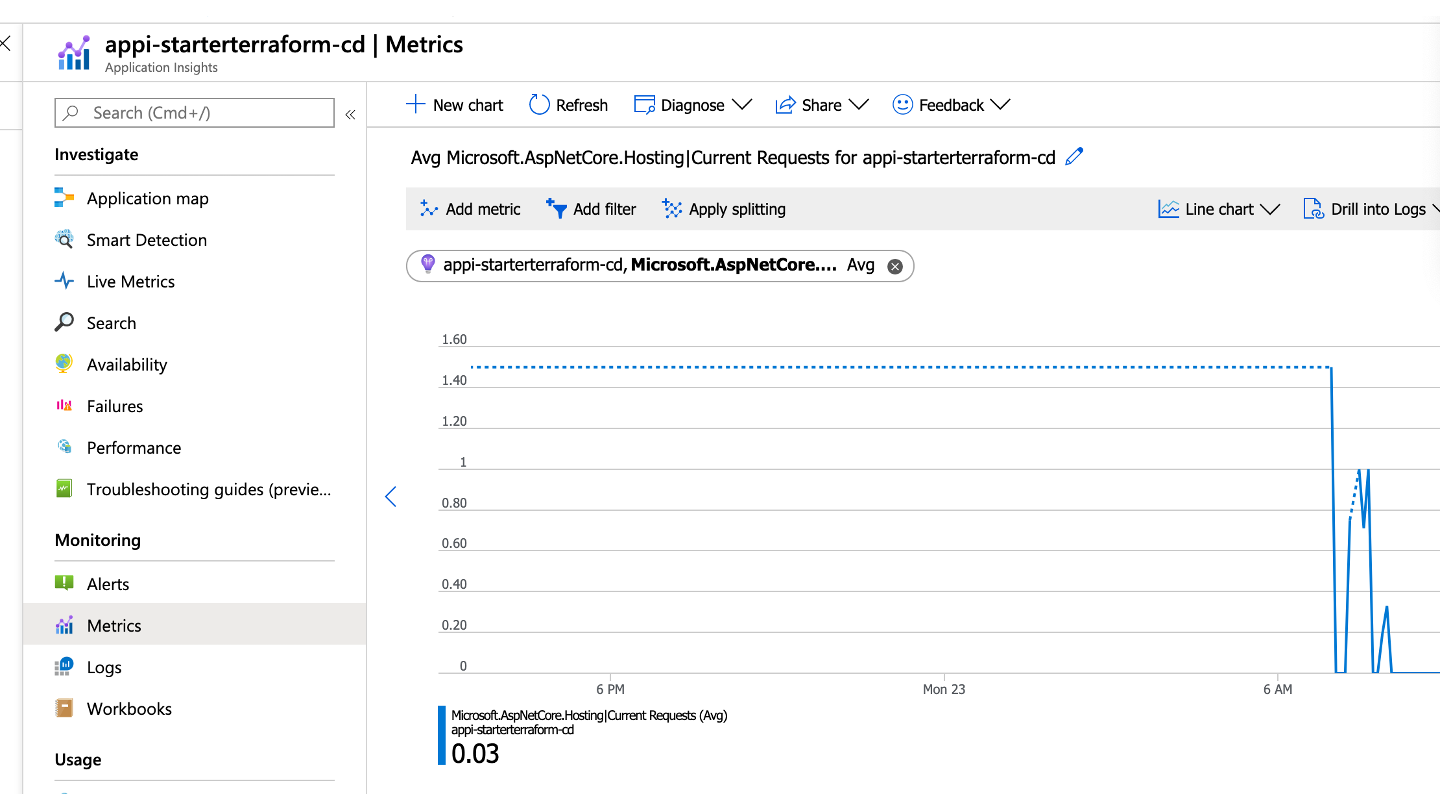 appi-starterterraform-cd | Metrics
Application Insights
Search (Cmd+/)
«
Investigate
Application map
Smart Detection
Live Metrics
Search
Availability
Failures
Performance
Troubleshooting guides (previe...
Monitoring
Alerts
Metrics
Logs
Workbooks
Usage
New chart Refresh Diagnose Share Feedback
Avg Microsoft.AspNetCore.Hosting|Current Requests for appi-starterterraform-cd
Add metric Add filter Apply splitting Line chart Drill into Logs
appi-starterterraform-cd, Microsoft.AspNetCore.... Avg
1.60
1.40
1.20
1
0.80
0.60
0.40
0.20
0
6 PM Mon 23 6 AM
Microsoft.AspNetCore.Hosting|Current Requests (Avg)
appi-starterterraform-cd
0.03